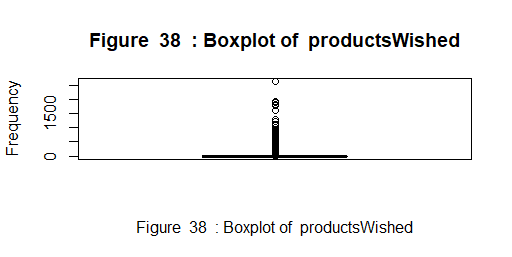 Figure 38 : Boxplot of productsWished
Frequency
1500
0
Figure 38 : Boxplot of productsWished